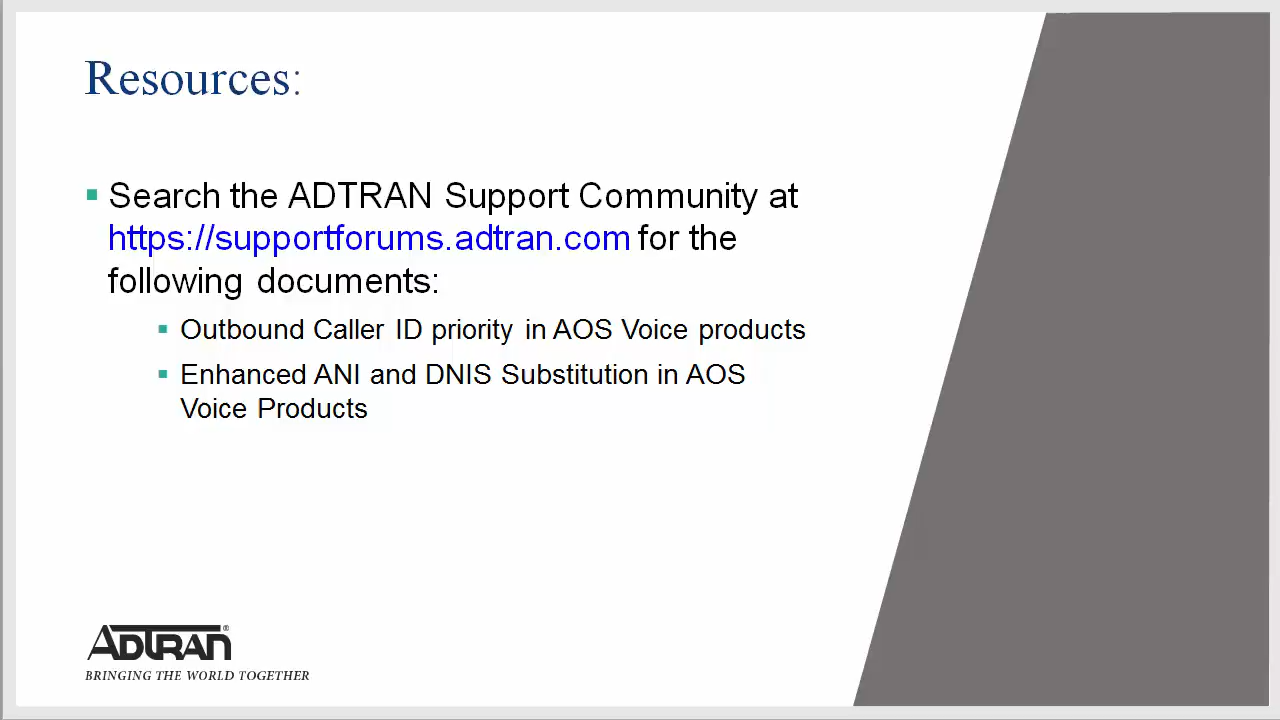 Resources:
Search the ADTRAN Support Community at
https://supportforums.adtran.com for the
following documents:
Outbound Caller ID priority in AOS Voice products
Enhanced ANI and DNIS Substitution in AOS
Voice Products
ADTRAN®
BRINGING THE WORLD TOGETHER